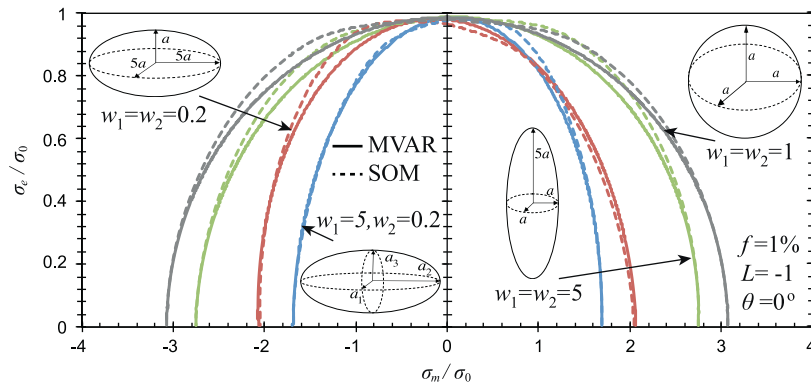 1
0.8
0.6
0.4
0.2
0
σe / σ0
-4
-3
-2
-1
0
1
2
3
4
σm / σ0
a
5a
5a
w1=w2=0.2
MVAR
SOM
w1=5, w2=0.2
a3
a2
a1
5a
a
a
w1=w2=5
a
a
a
w1=w2=1
f=1%
L= -1
θ=0°